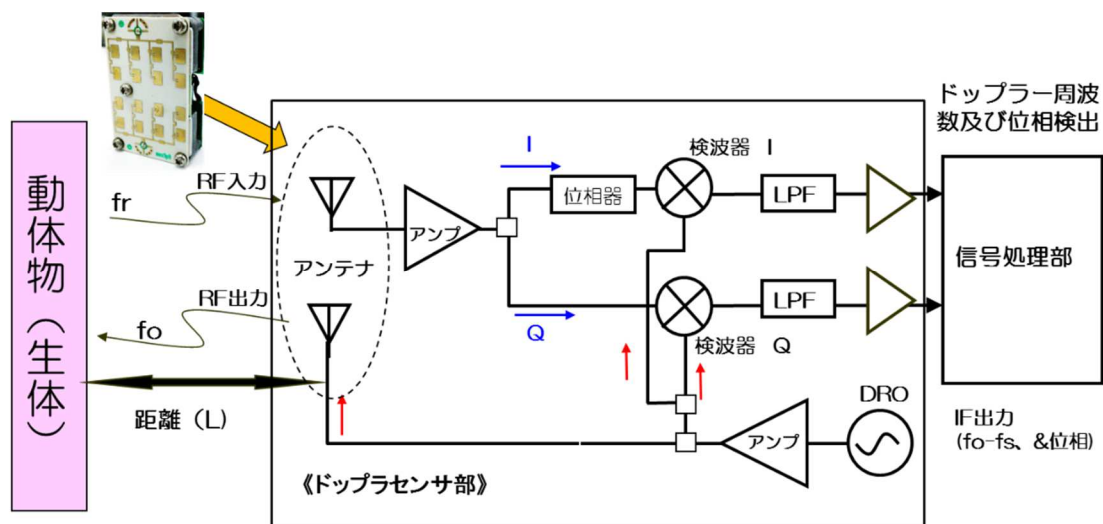 ドップラー周波
数及び位相検出
動体物(生体)
fr
RF入力
アンテナ
RF出力
fo
距離(L)
アンプ
I
位相器
検波器 I
LPF
Q
検波器 Q
LPF
信号処理部
DRO
アンプ
IF出力
(fo-fs、&位相)
《ドップラセンサ部》